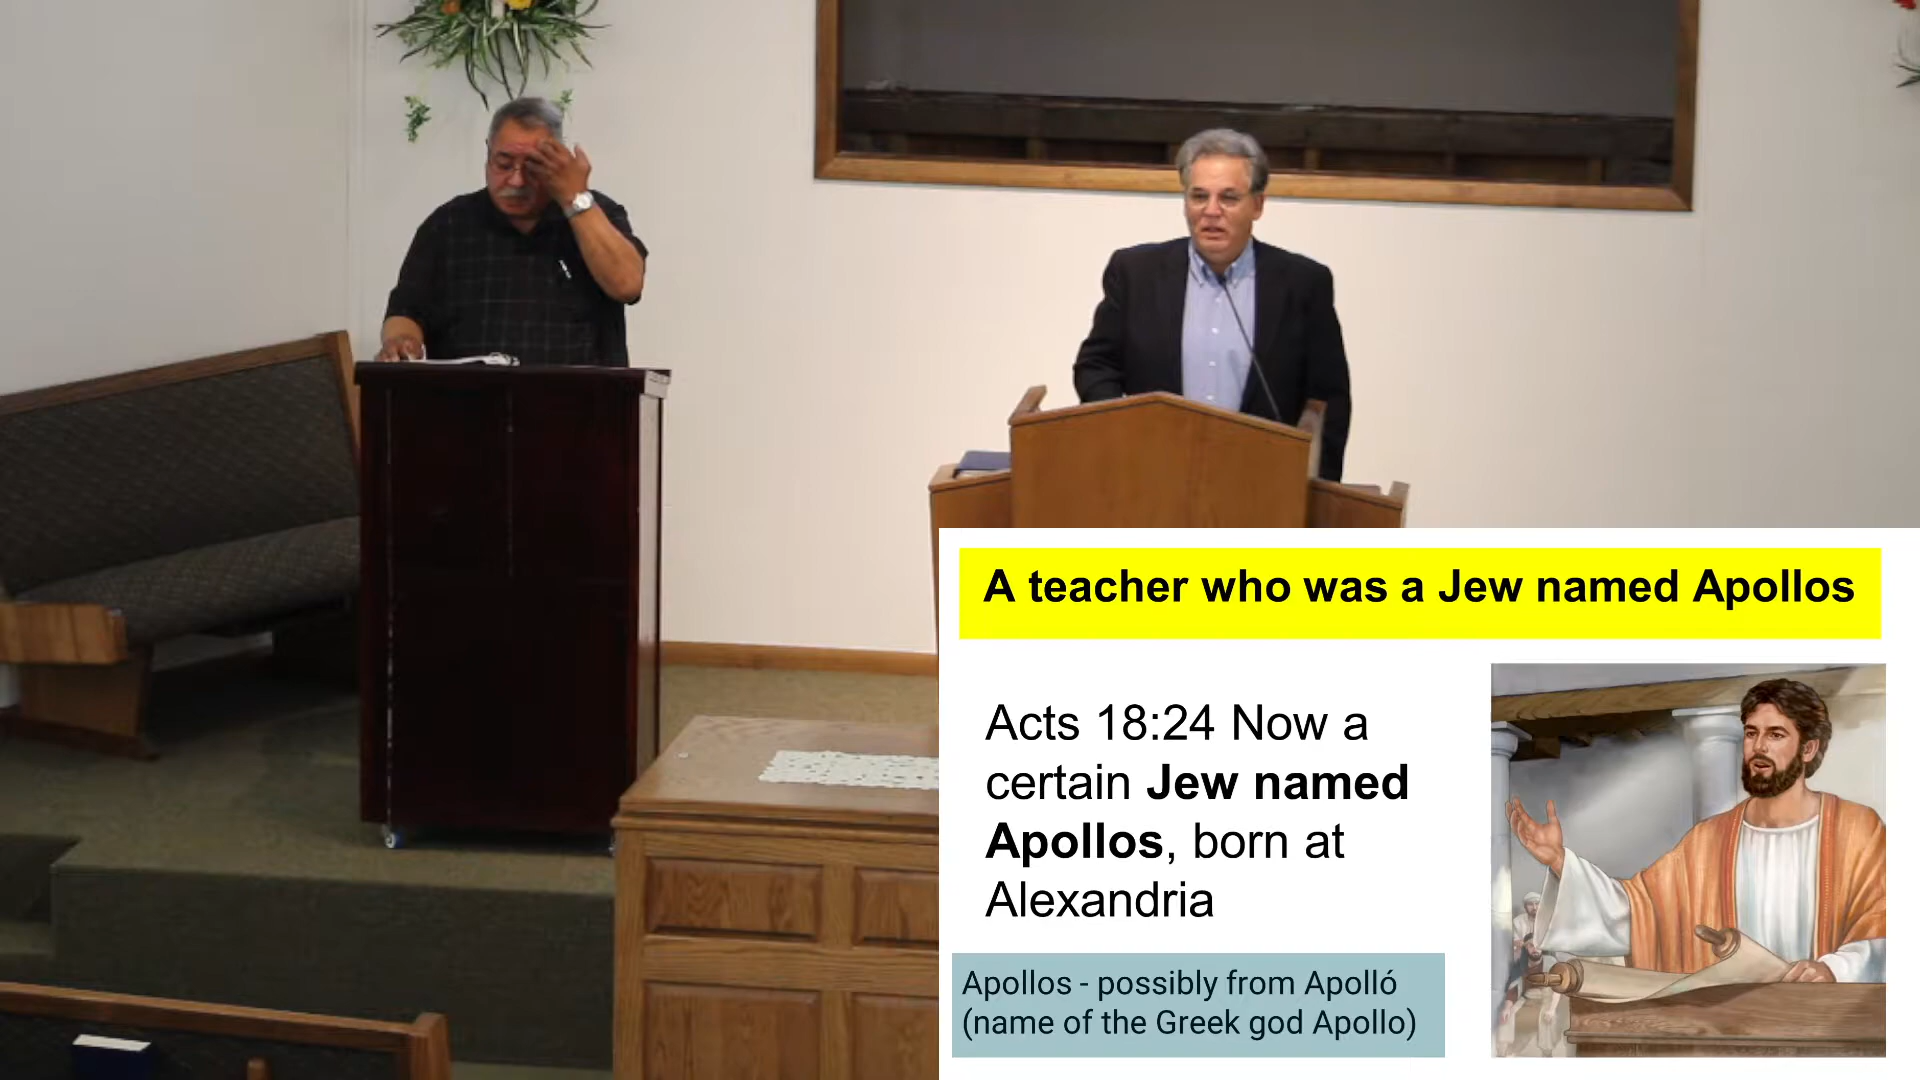 A teacher who was a Jew named Apollos
Acts 18:24 Now a
certain Jew named
Apollos, born at
Alexandria
Apollos - possibly from Apolló
(name of the Greek god Apollo)